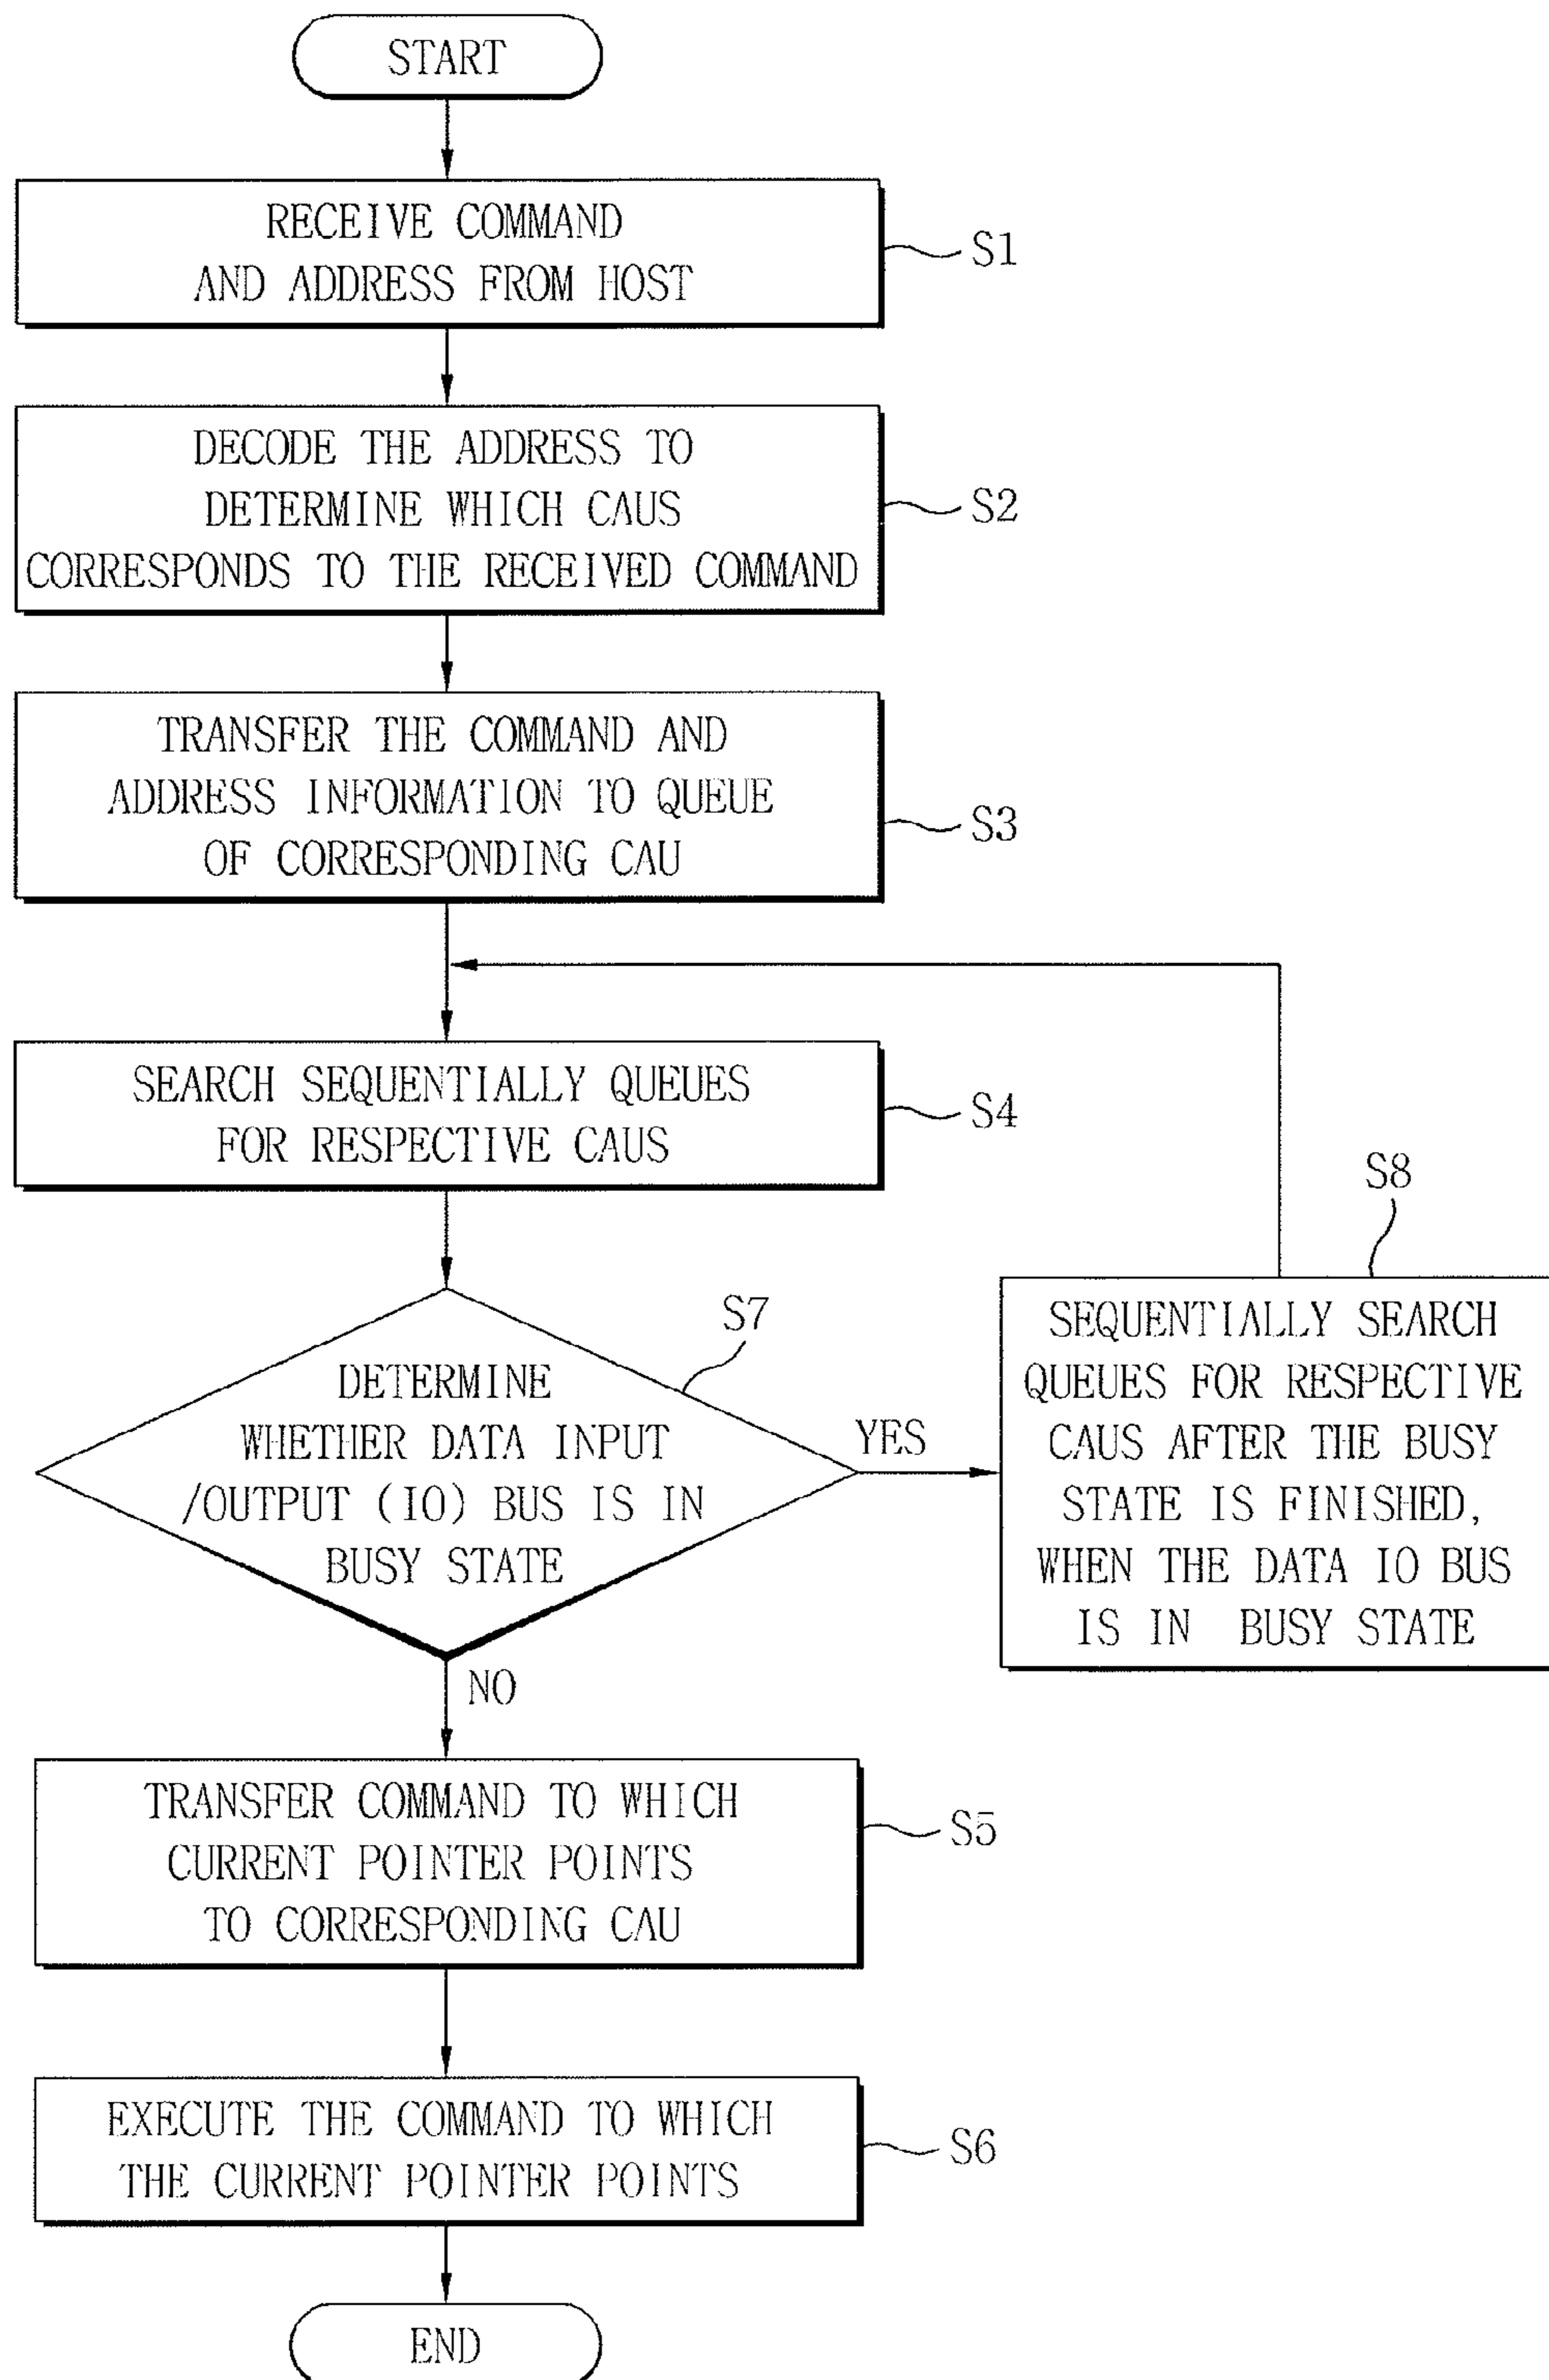 START
RECEIVE COMMAND
AND ADDRESS FROM HOST
S1
DECODE THE ADDRESS TO
DETERMINE WHICH CAUS
CORRESPONDS TO THE RECEIVED COMMAND
S2
TRANSFER THE COMMAND AND
ADDRESS INFORMATION TO QUEUE
OF CORRESPONDING CAU
S3
SEARCH SEQUENTIALLY QUEUES
FOR RESPECTIVE CAUS
S4
DETERMINE
WHETHER DATA INPUT
/OUTPUT (IO) BUS IS IN
BUSY STATE
S7
YES
S8
SEQUENTIALLY SEARCH
QUEUES FOR RESPECTIVE
CAUS AFTER THE BUSY
STATE IS FINISHED,
WHEN THE DATA IO BUS
IS IN BUSY STATE
NO
TRANSFER COMMAND TO WHICH
CURRENT POINTER POINTS
TO CORRESPONDING CAU
S5
EXECUTE THE COMMAND TO WHICH
THE CURRENT POINTER POINTS
S6
END